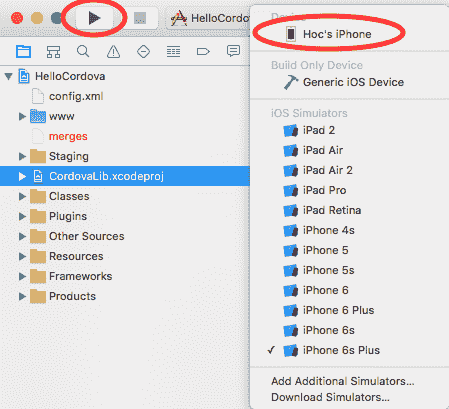 HelloCordova
Device
Hoc's iPhone
Build Only Device
Generic iOS Device
iOS Simulators
iPad 2
iPad Air
iPad Air 2
iPad Pro
iPad Retina
iPhone 4s
iPhone 5
iPhone 5s
iPhone 6
iPhone 6 Plus
iPhone 6s
iPhone 6s Plus
Add Additional Simulators...
Download Simulators...
HelloCordova
config.xml
www
merges
Staging
CordovaLib.xcodeproj
Classes
Plugins
Other Sources
Resources
Frameworks
Products